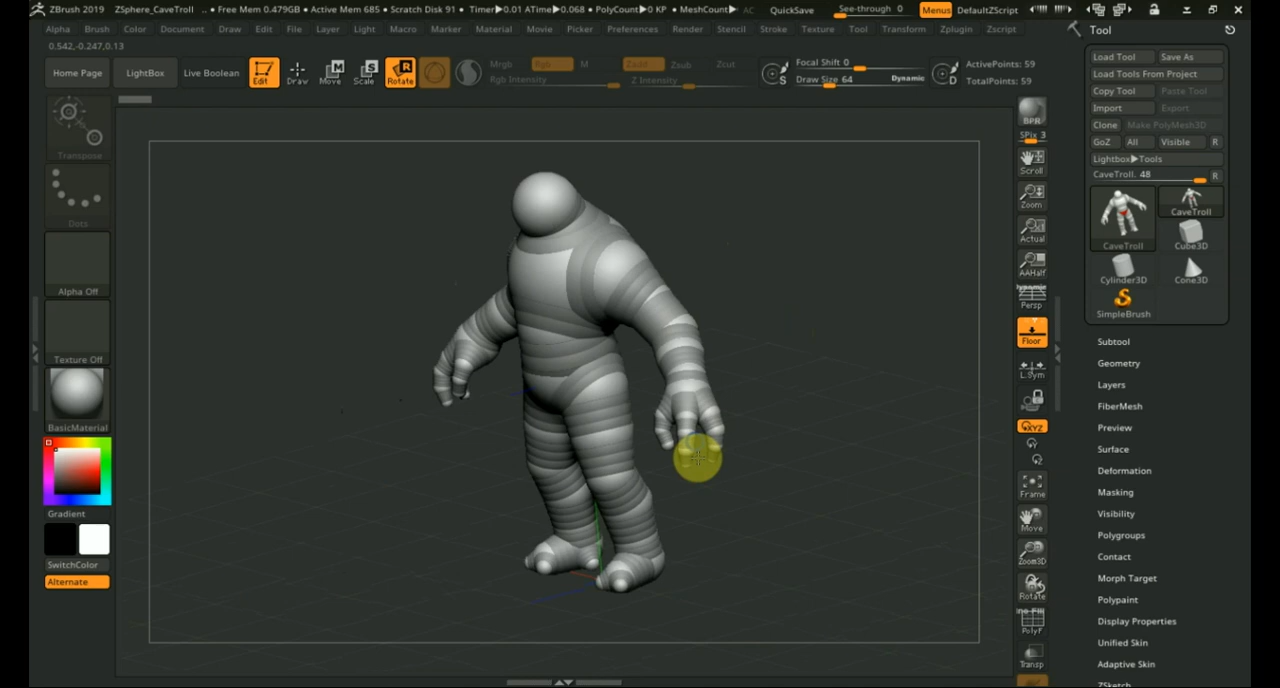 ZBrush 2019 ZSphere_CaveTroll .. • Free Mem 0.479GB • Active Mem 685 • Scratch Disk 91 • Timer▶0.01 ATime▶0.068 • PolyCount▶0 KP • MeshCount▶ AC QuickSave See-through 0 Menus DefaultZScript
Alpha Brush Color Document Draw Edit File Layer Light Macro Marker Material Movie Picker Preferences Render Stencil Stroke Texture Tool Transform Zplugin Zscript
0.542,-0.247,0.13
Home Page LightBox Live Boolean Edit Draw Move Scale Rotate
Mrgb Rgb M Zadd Zsub Zcut
Rgb Intensity Z Intensity
Focal Shift 0
Draw Size 64 Dynamic
ActivePoints: 59
TotalPoints: 59
Transpose
Dots
Alpha Off
Texture Off
BasicMaterial
Gradient
SwitchColor
Alternate
BPR
SPix 3
Scroll
Zoom
Actual
AAHalf
Dynamic
Persp
Floor
L.Sym
XYZ
Frame
Move
Zoom3D
Rotate
Line Fill
PolyF
Transp
Tool
Load Tool Save As
Load Tools From Project
Copy Tool Paste Tool
Import Export
Clone Make PolyMesh3D
GoZ All Visible R
Lightbox▶Tools
CaveTroll. 48 R
CaveTroll CaveTroll
Cube3D
Cylinder3D Cone3D
SimpleBrush
Subtool
Geometry
Layers
FiberMesh
Preview
Surface
Deformation
Masking
Visibility
Polygroups
Contact
Morph Target
Polypaint
Display Properties
Unified Skin
Adaptive Skin
ZSketch